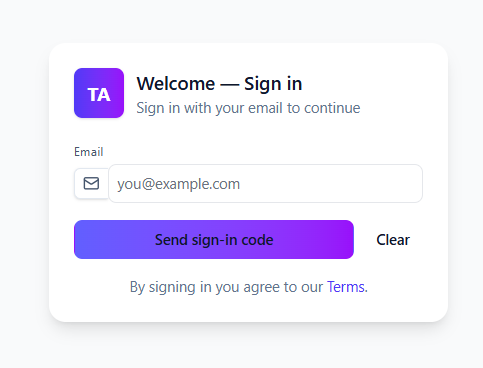 TA
Welcome — Sign in
Sign in with your email to continue
Email
you@example.com
Send sign-in code
Clear
By signing in you agree to our Terms.